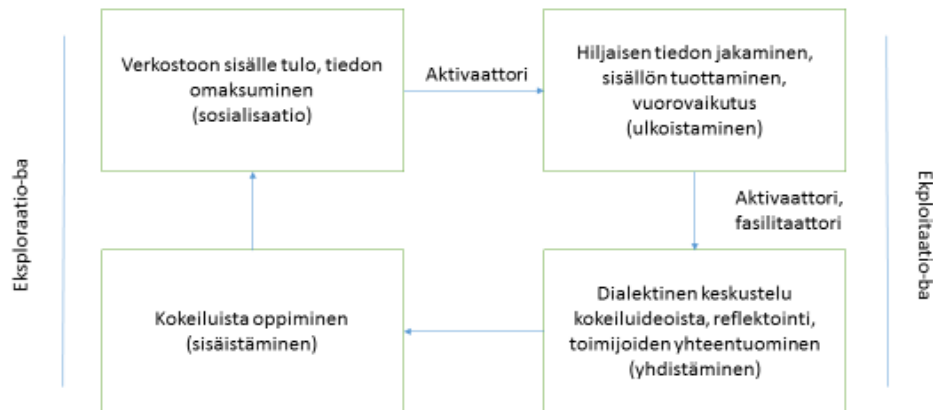 Verkostoon sisälle tulo, tiedon
omaksuminen
(sosialisaatio)
Aktivaattori
Hiljaisen tiedon jakaminen,
sisällön tuottaminen,
vuorovaikutus
(ulkoistaminen)
Eksploraatio-ba
Ekploitaatio-ba
Aktivaattori,
fasilitaattori
Kokeiluista oppiminen
(sisäistäminen)
Dialektinen keskustelu
kokeiluideoista, reflektointi,
toimijoiden yhteentuominen
(yhdistäminen)